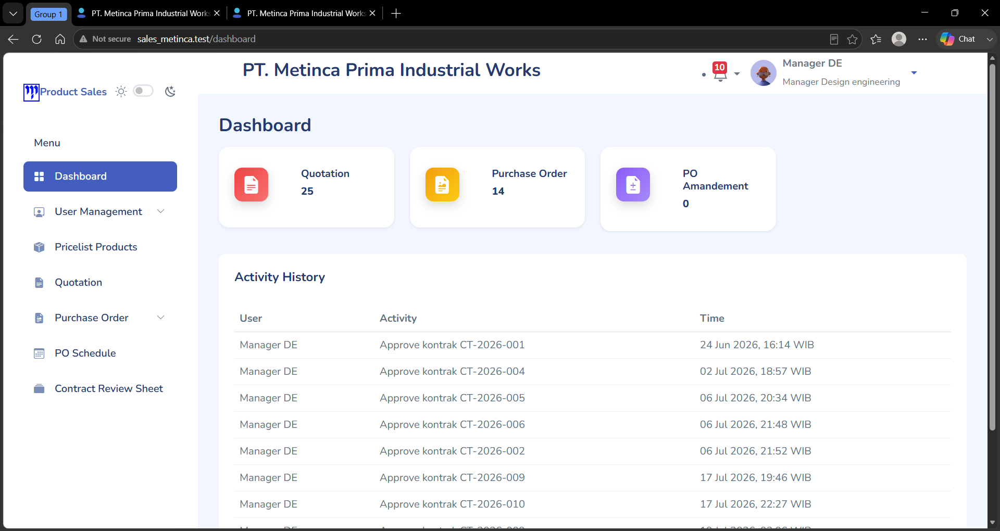 Group 1
PT. Metinca Prima Industrial Works
PT. Metinca Prima Industrial Works
Not secure
sales_metinca.test/dashboard
Chat
PT. Metinca Prima Industrial Works
10
Manager DE
Manager Design engineering
Product Sales
Menu
Dashboard
User Management
Pricelist Products
Quotation
Purchase Order
PO Schedule
Contract Review Sheet
Dashboard
Quotation
25
Purchase Order
14
PO
Amandement
0
Activity History
User Activity Time
Manager DE Approve kontrak CT-2026-001 24 Jun 2026, 16:14 WIB
Manager DE Approve kontrak CT-2026-004 02 Jul 2026, 18:57 WIB
Manager DE Approve kontrak CT-2026-005 06 Jul 2026, 20:34 WIB
Manager DE Approve kontrak CT-2026-006 06 Jul 2026, 21:48 WIB
Manager DE Approve kontrak CT-2026-002 06 Jul 2026, 21:52 WIB
Manager DE Approve kontrak CT-2026-009 17 Jul 2026, 19:46 WIB
Manager DE Approve kontrak CT-2026-010 17 Jul 2026, 22:27 WIB